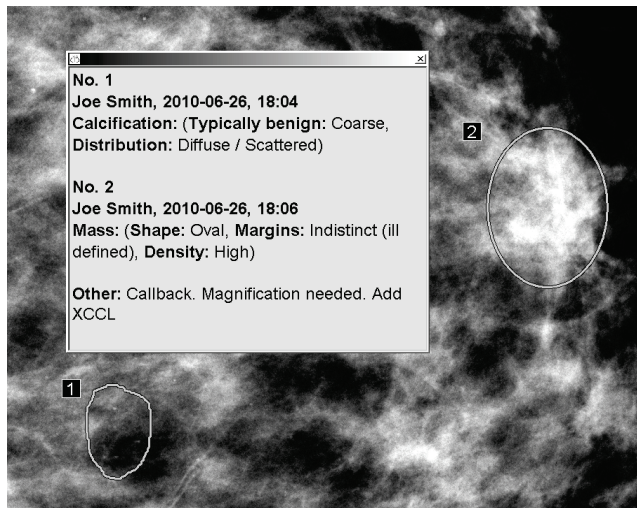 No. 1
Joe Smith, 2010-06-26, 18:04
Calcification: (Typically benign: Coarse,
Distribution: Diffuse / Scattered)
No. 2
Joe Smith, 2010-06-26, 18:06
Mass: (Shape: Oval, Margins: Indistinct (ill
defined), Density: High)
Other: Callback. Magnification needed. Add
XCCL
2
1